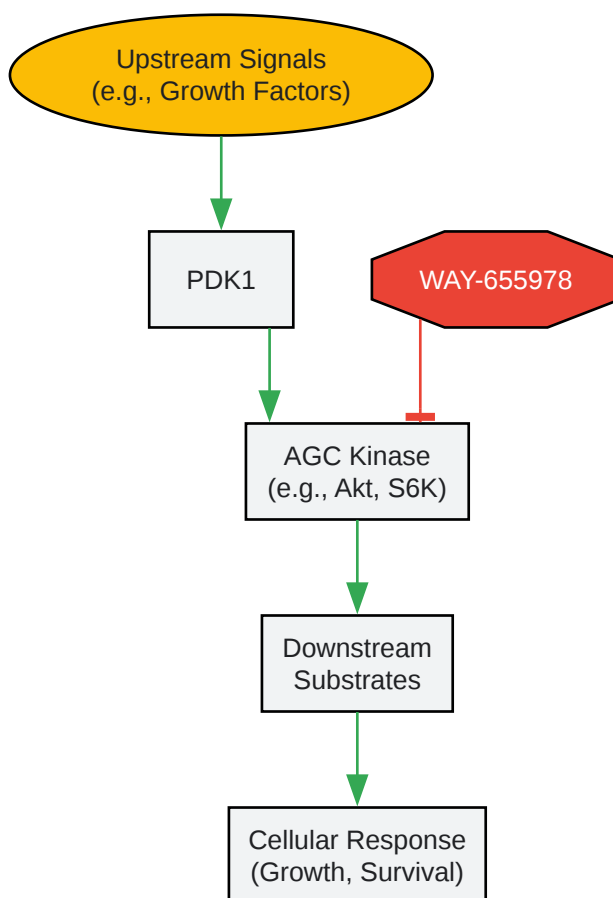 Upstream Signals
(e.g., Growth Factors)
PDK1
WAY-655978
AGC Kinase
(e.g., Akt, S6K)
Downstream
Substrates
Cellular Response
(Growth, Survival)